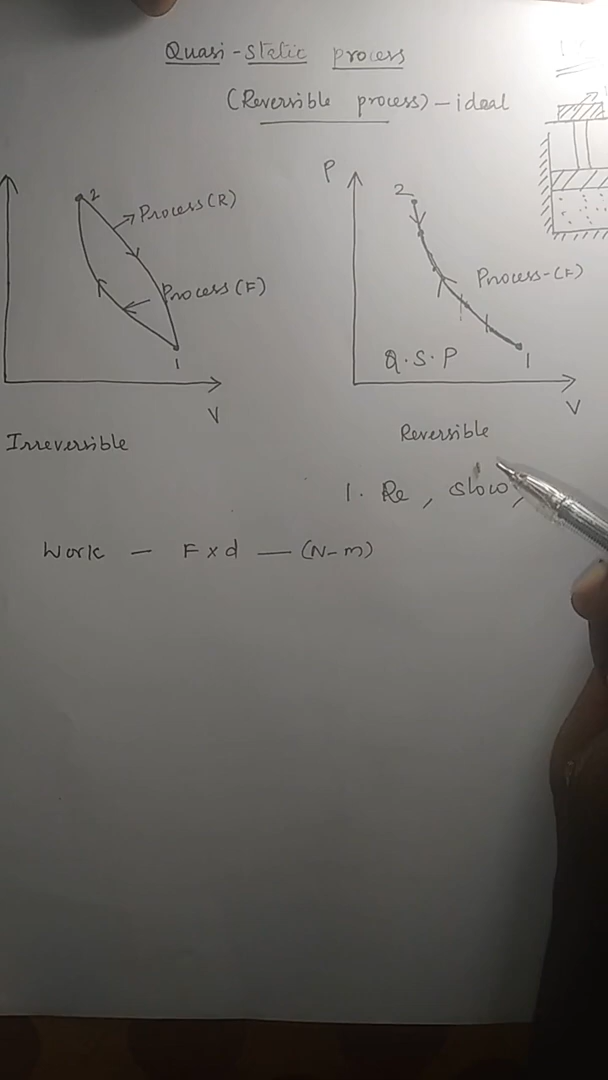 Quasi-static process
(Reversible process) - ideal
2
Process (R)
Process (F)
1
V
Irreversible
P
2
Process-(F)
Q.S.P
1
V
Reversible
1. Re, slow,
Work - F x d - (N-m)